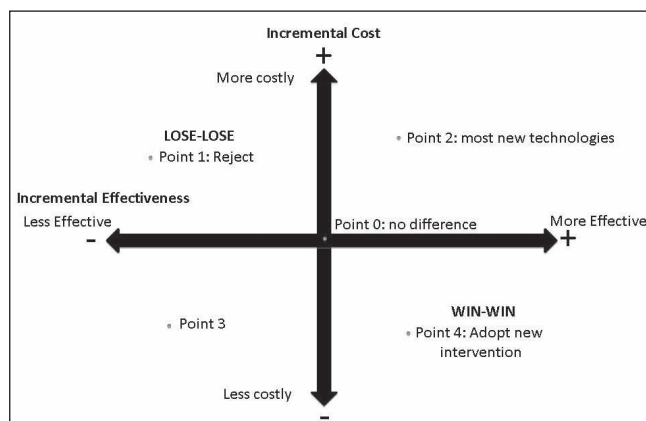 Incremental Cost
+
More costly
LOSE-LOSE
Point 1: Reject
Point 2: most new technologies
Incremental Effectiveness
Less Effective
Point 0: no difference
More Effective
-
+
WIN-WIN
Point 3
Point 4: Adopt new
intervention
Less costly
-